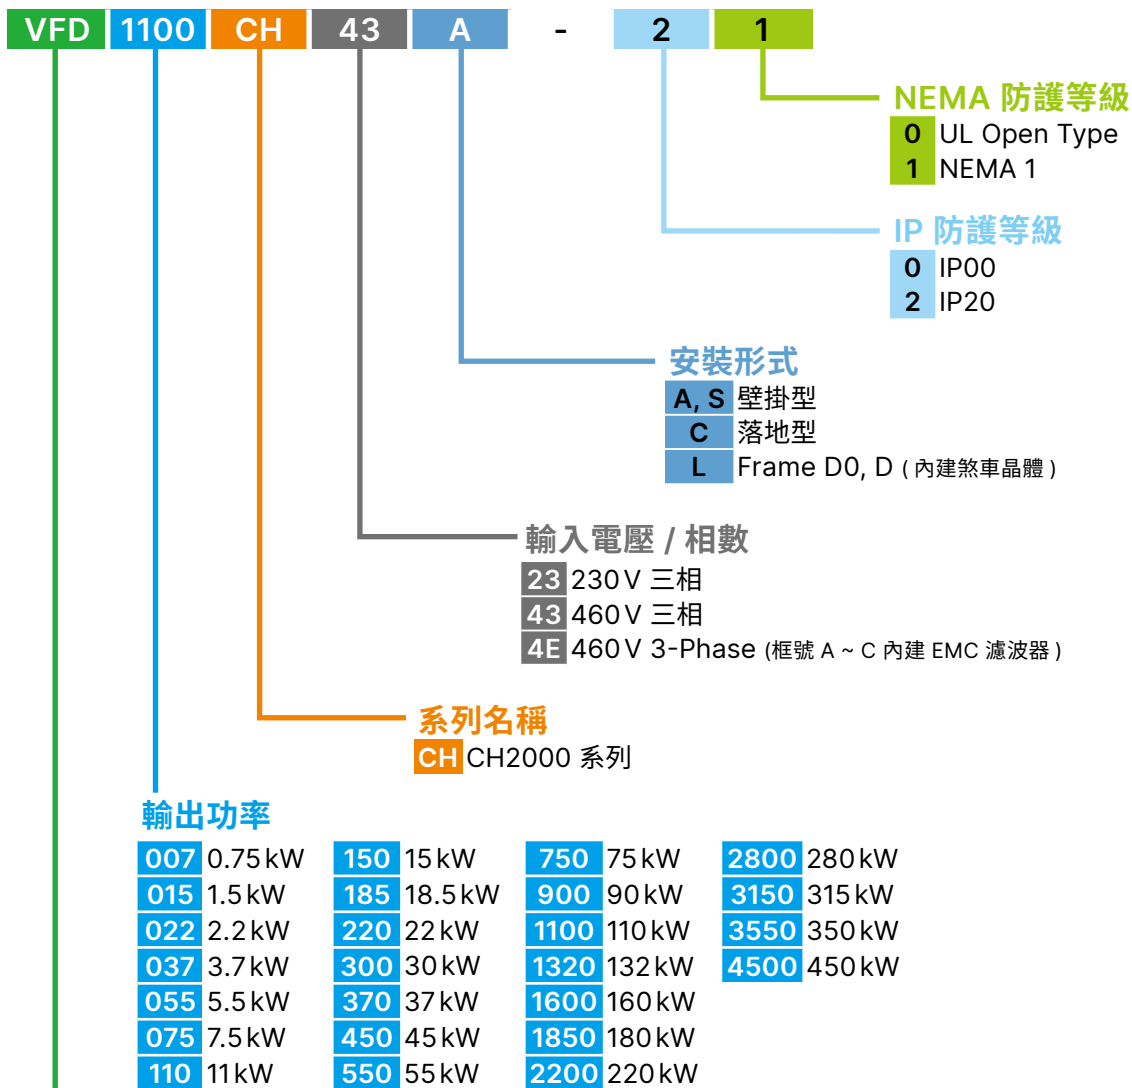 VFD 1100 CH 43 A - 2 1
NEMA 防護等級
0 UL Open Type
1 NEMA 1
IP 防護等級
0 IP00
2 IP20
安裝形式
A, S 壁掛型
C 落地型
L Frame D0, D ( 內建煞車晶體 )
輸入電壓 / 相數
23 230V 三相
43 460V 三相
4E 460V 3-Phase (框號 A ~ C 內建 EMC 濾波器 )
系列名稱
CH CH2000 系列
輸出功率
007 0.75kW 150 15kW 750 75kW 2800 280kW
015 1.5kW 185 18.5kW 900 90kW 3150 315kW
022 2.2kW 220 22kW 1100 110kW 3550 350kW
037 3.7kW 300 30kW 1320 132kW 4500 450kW
055 5.5kW 370 37kW 1600 160kW
075 7.5kW 450 45kW 1850 180kW
110 11kW 550 55kW 2200 220kW